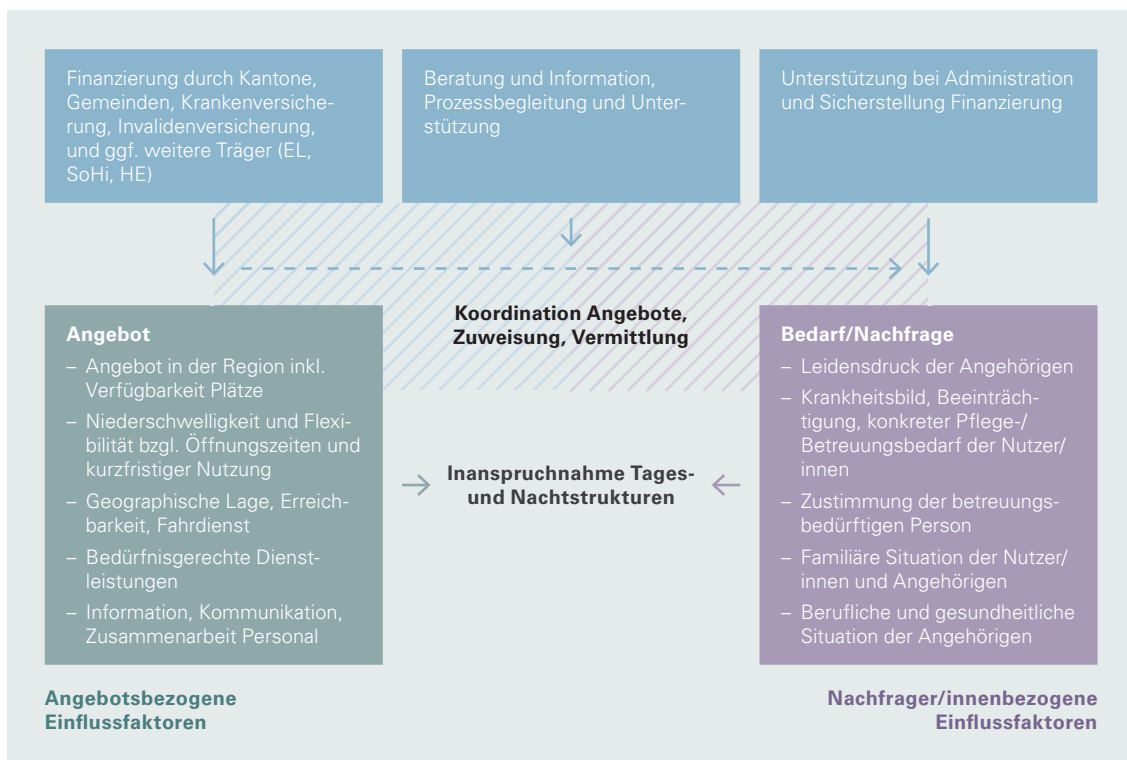 Finanzierung durch Kantone,
Gemeinden, Krankenversiche-
rung, Invalidenversicherung,
und ggf. weitere Träger (EL,
SoHi, HE)
Beratung und Information,
Prozessbegleitung und Unter-
stützung
Unterstützung bei Administration
und Sicherstellung Finanzierung
Koordination Angebote,
Zuweisung, Vermittlung
Angebot
– Angebot in der Region inkl.
Verfügbarkeit Plätze
– Niederschwelligkeit und Flexi-
bilität bzgl. Öffnungszeiten und
kurzfristiger Nutzung
– Geographische Lage, Erreich-
barkeit, Fahrdienst
– Bedürfnisgerechte Dienst-
leistungen
– Information, Kommunikation,
Zusammenarbeit Personal
Inanspruchnahme Tages-
und Nachtstrukturen
Bedarf/Nachfrage
– Leidensdruck der Angehörigen
– Krankheitsbild, Beeinträch-
tigung, konkreter Pflege-/
Betreuungsbedarf der Nutzer/
innen
– Zustimmung der betreuungs-
bedürftigen Person
– Familiäre Situation der Nutzer/
innen und Angehörigen
– Berufliche und gesundheitliche
Situation der Angehörigen
Angebotsbezogene
Einflussfaktoren
Nachfrager/innenbezogene
Einflussfaktoren